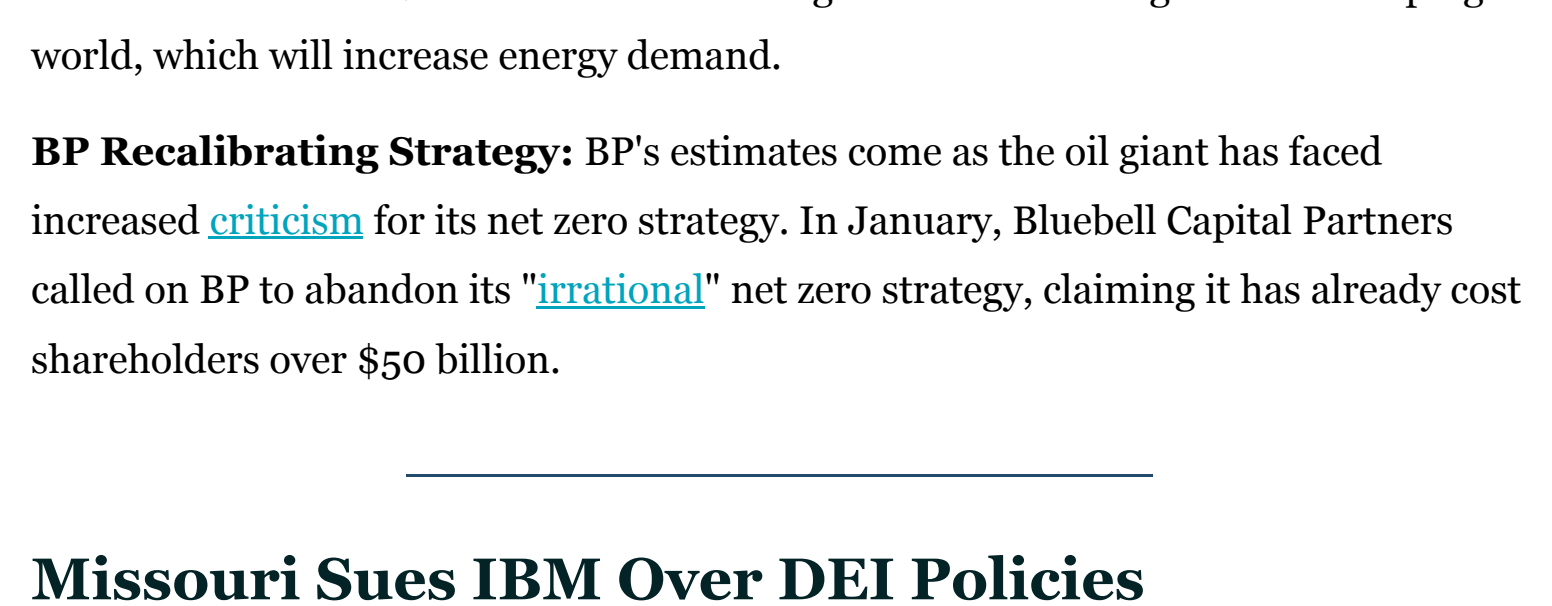 world, which will increase energy demand.
BP Recalibrating Strategy: BP's estimates come as the oil giant has faced
increased criticism for its net zero strategy. In January, Bluebell Capital Partners
called on BP to abandon its "irrational" net zero strategy, claiming it has already cost
shareholders over $50 billion.
Missouri Sues IBM Over DEI Policies